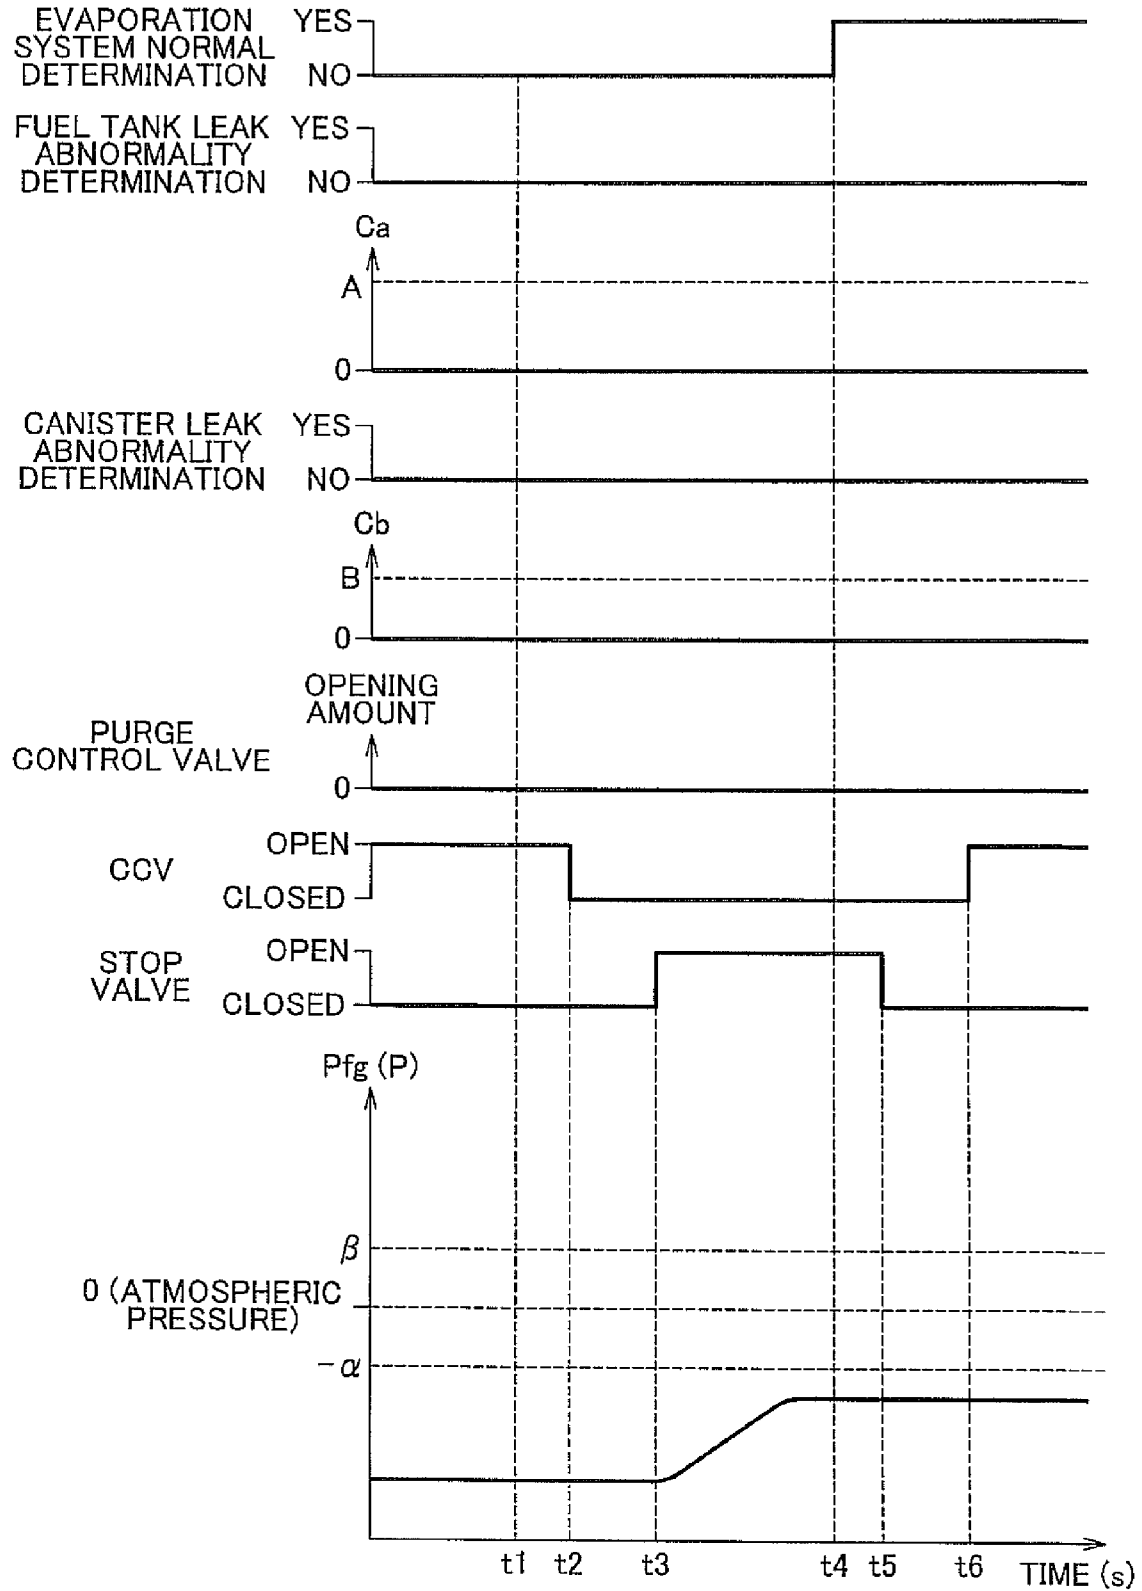 EVAPORATION
SYSTEM NORMAL
DETERMINATION
YES
NO
FUEL TANK LEAK
ABNORMALITY
DETERMINATION
YES
NO
Ca
A
0
CANISTER LEAK
ABNORMALITY
DETERMINATION
YES
NO
Cb
B
0
OPENING
AMOUNT
PURGE
CONTROL VALVE
0
CCV
OPEN
CLOSED
STOP
VALVE
OPEN
CLOSED
Pfg (P)
β
0 (ATMOSPHERIC
PRESSURE)
-α
t1 t2 t3 t4 t5 t6 TIME (s)